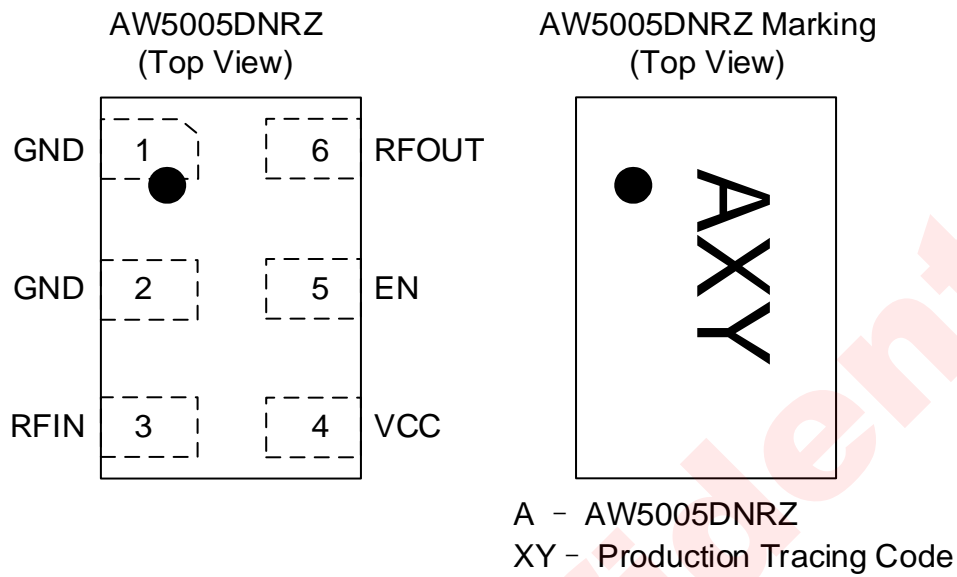 AW5005DNRZ
(Top View)
GND 1 6 RFOUT
GND 2 5 EN
RFIN 3 4 VCC
AW5005DNRZ Marking
(Top View)
AXY
A – AW5005DNRZ
XY – Production Tracing Code